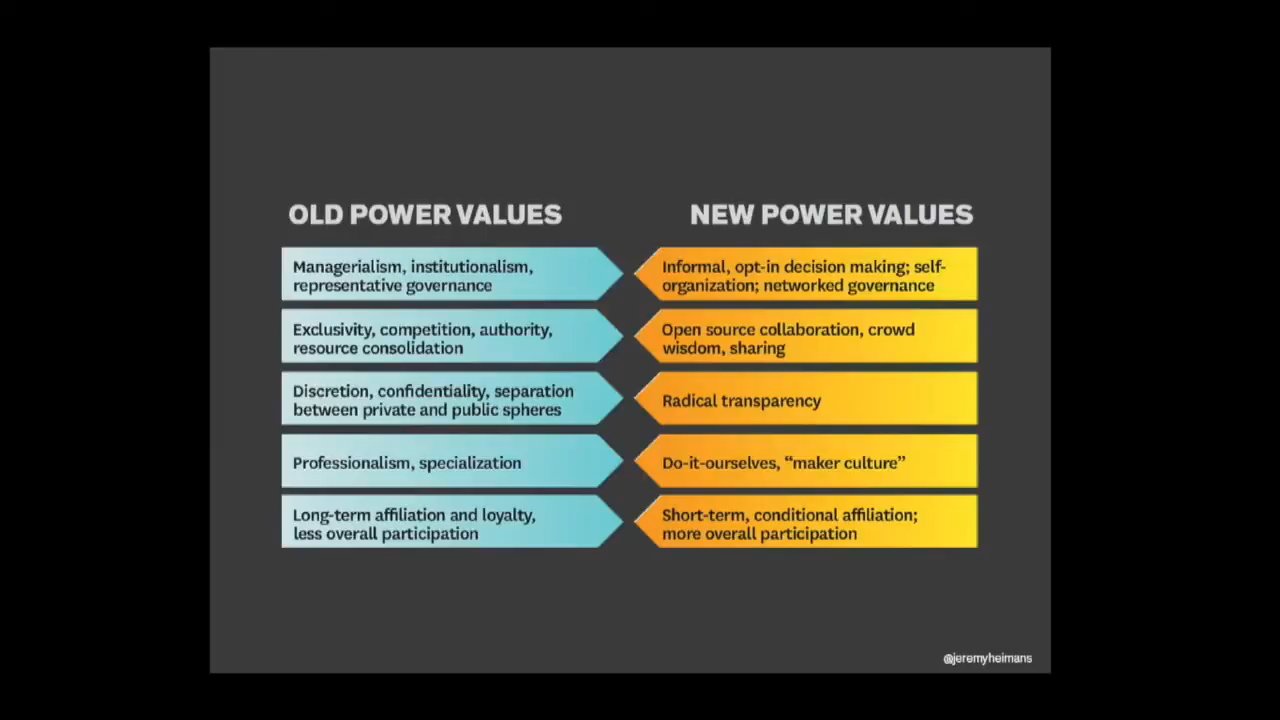 OLD POWER VALUES
NEW POWER VALUES
Managerialism, institutionalism,
representative governance
Informal, opt-in decision making; self-
organization; networked governance
Exclusivity, competition, authority,
resource consolidation
Open source collaboration, crowd
wisdom, sharing
Discretion, confidentiality, separation
between private and public spheres
Radical transparency
Professionalism, specialization
Do-it-ourselves, “maker culture”
Long-term affiliation and loyalty,
less overall participation
Short-term, conditional affiliation;
more overall participation
@jeremyheimans